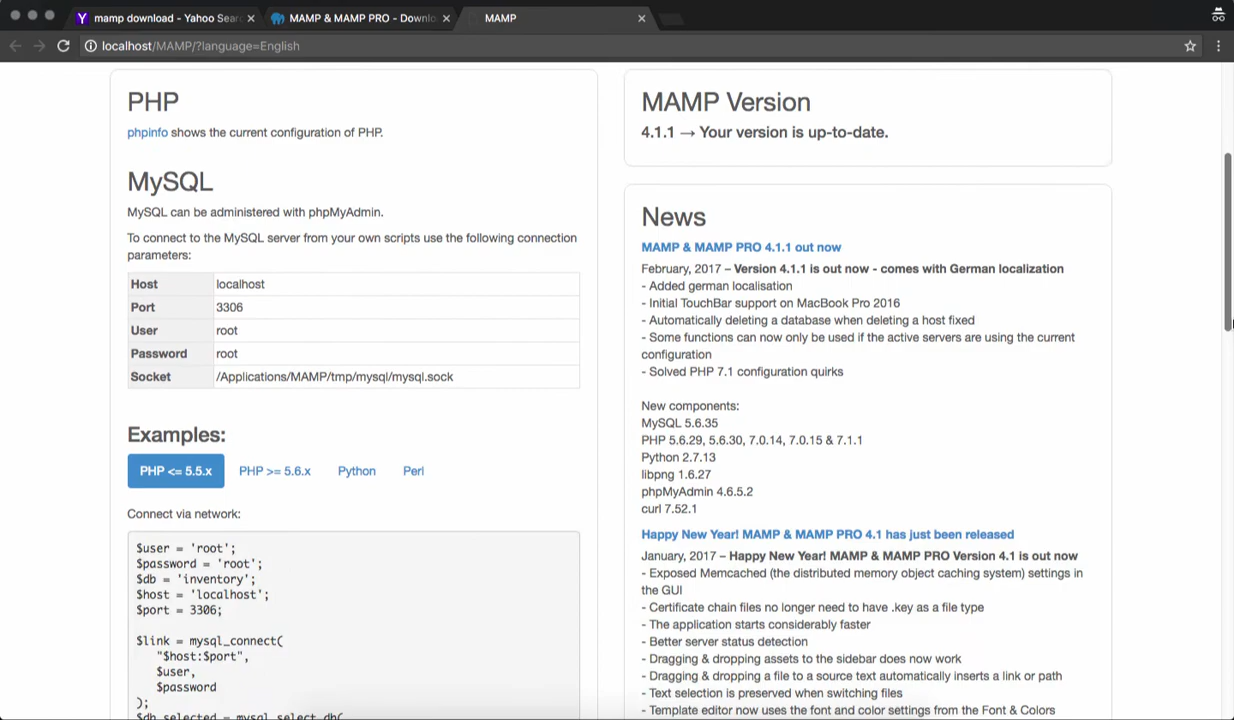 mamp download - Yahoo Sear
MAMP & MAMP PRO - Downlo
MAMP
localhost/MAMP/?language=English
PHP
phpinfo shows the current configuration of PHP.
MySQL
MySQL can be administered with phpMyAdmin.
To connect to the MySQL server from your own scripts use the following connection
parameters:
Host localhost
Port 3306
User root
Password root
Socket /Applications/MAMP/tmp/mysql/mysql.sock
Examples:
PHP <= 5.5.x PHP >= 5.6.x Python Perl
Connect via network:
$user = 'root';
$password = 'root';
$db = 'inventory';
$host = 'localhost';
$port = 3306;
$link = mysql_connect(
"$host:$port",
$user,
$password
);
$db_selected = mysql_select_db(
MAMP Version
4.1.1 → Your version is up-to-date.
News
MAMP & MAMP PRO 4.1.1 out now
February, 2017 – Version 4.1.1 is out now - comes with German localization
- Added german localisation
- Initial TouchBar support on MacBook Pro 2016
- Automatically deleting a database when deleting a host fixed
- Some functions can now only be used if the active servers are using the current
configuration
- Solved PHP 7.1 configuration quirks
New components:
MySQL 5.6.35
PHP 5.6.29, 5.6.30, 7.0.14, 7.0.15 & 7.1.1
Python 2.7.13
libpng 1.6.27
phpMyAdmin 4.6.5.2
curl 7.52.1
Happy New Year! MAMP & MAMP PRO 4.1 has just been released
January, 2017 – Happy New Year! MAMP & MAMP PRO Version 4.1 is out now
- Exposed Memcached (the distributed memory object caching system) settings in
the GUI
- Certificate chain files no longer need to have .key as a file type
- The application starts considerably faster
- Better server status detection
- Dragging & dropping assets to the sidebar does now work
- Dragging & dropping a file to a source text automatically inserts a link or path
- Text selection is preserved when switching files
- Template editor now uses the font and color settings from the Font & Colors